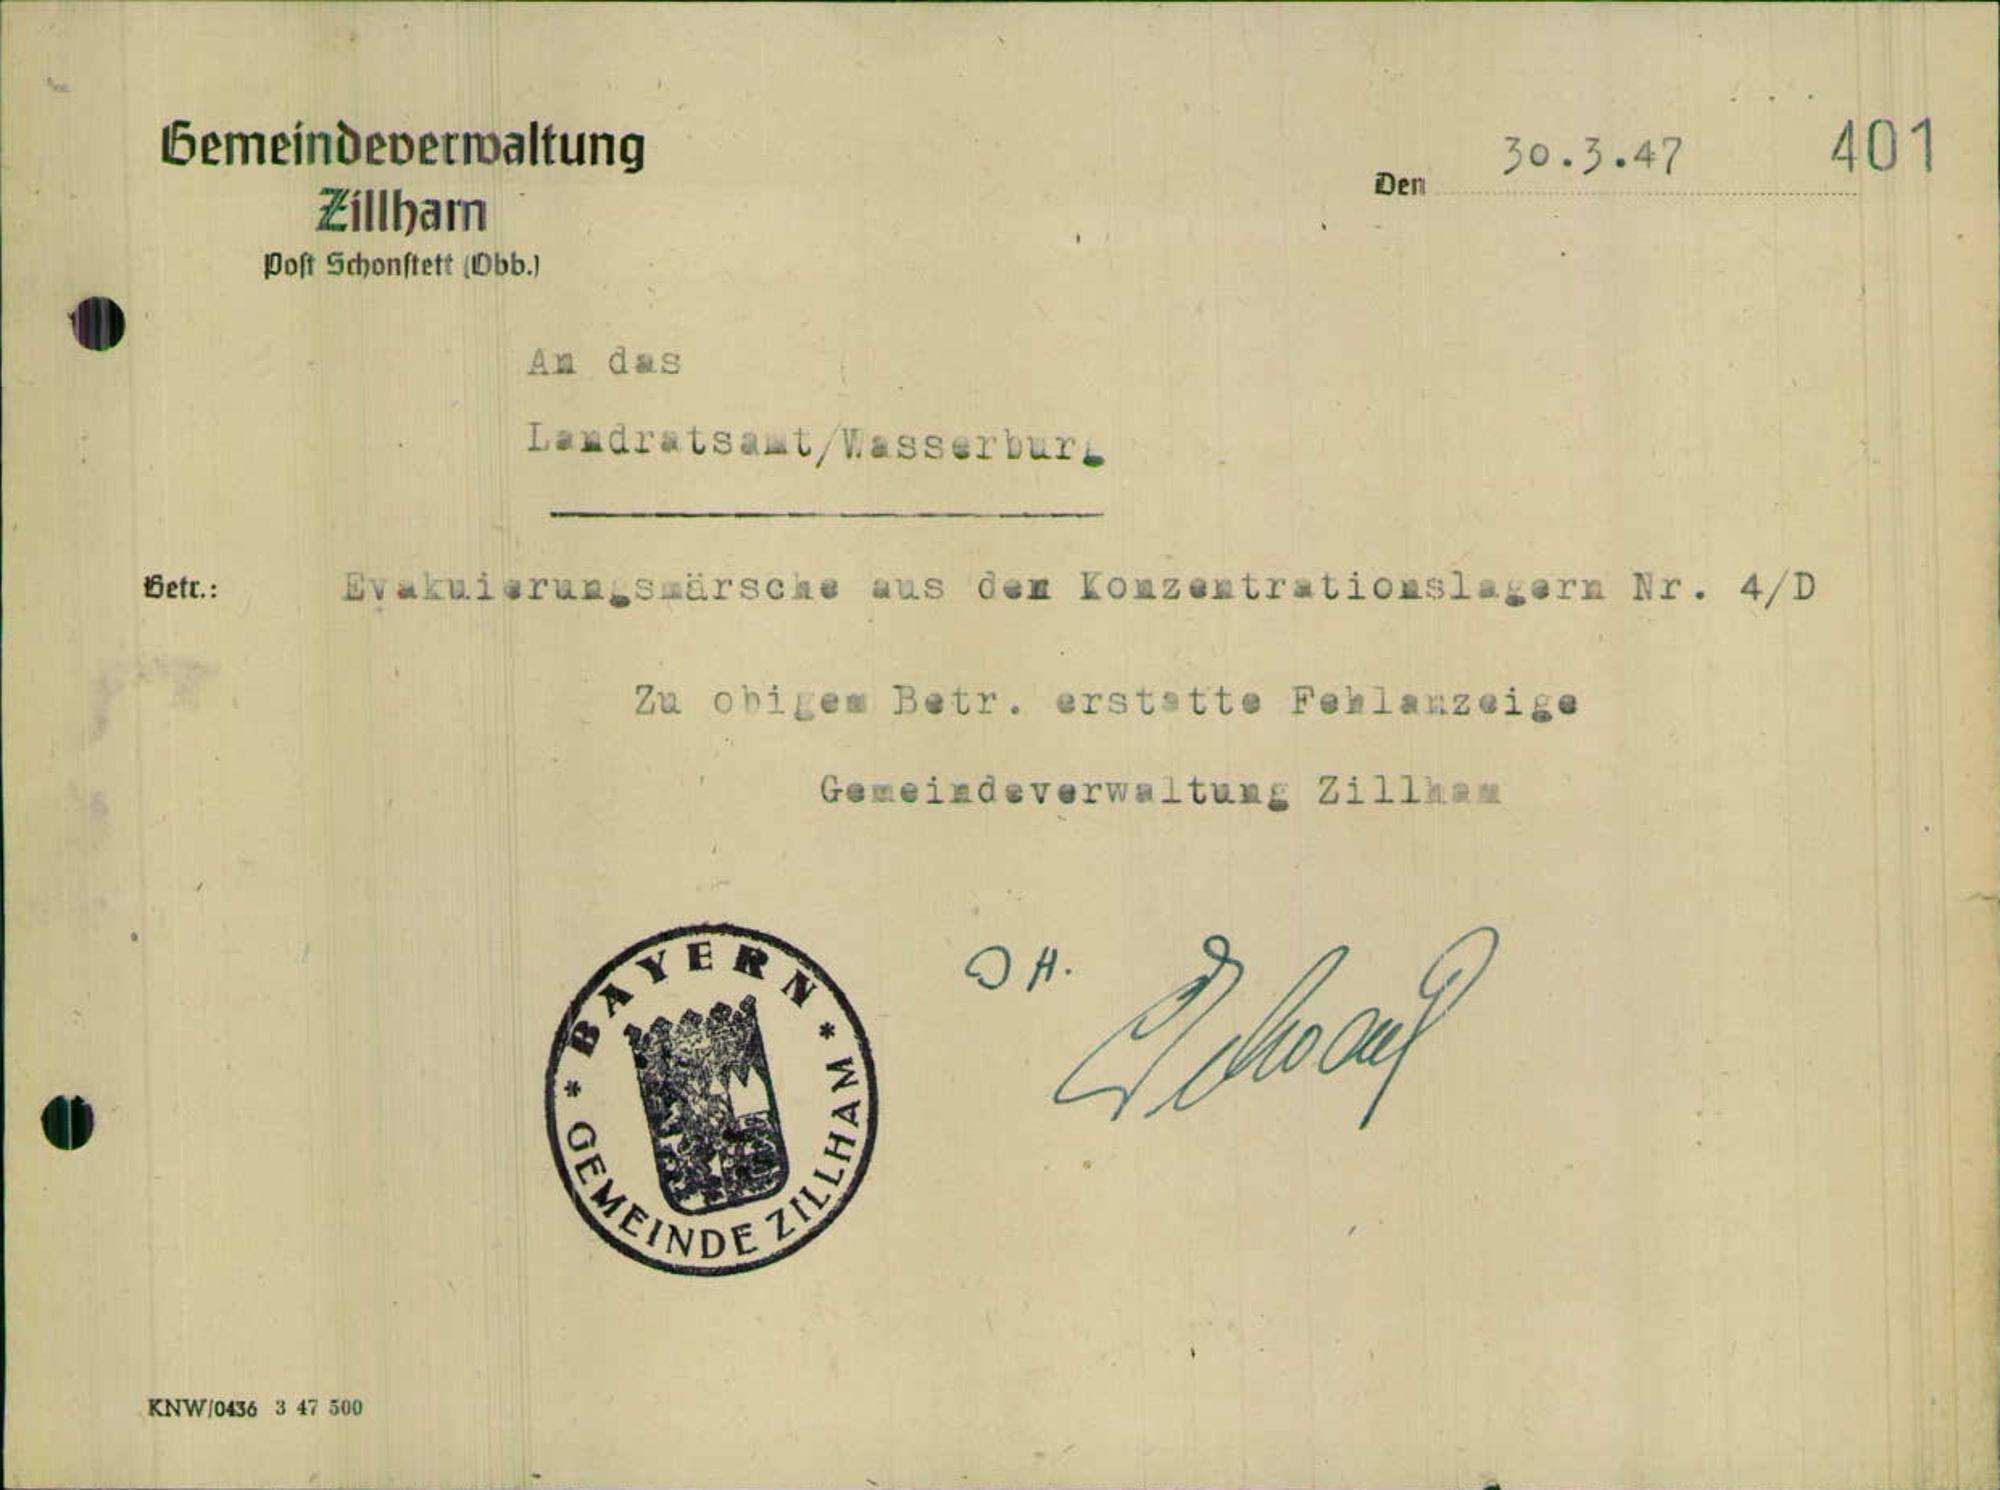 Gemeindeverwaltung
Zillham
Post Schonstett (Obb.)
Den 30.3.47
401
An das
Landratsamt/Wasserburg
Betr.: Evakuierungsmärsche aus den Konzentrationslagern Nr. 4/D
Zu obigem Betr. erstatte Fehlanzeige
Gemeindeverwaltung Zillham
BAYERN
GEMEINDE ZILLHAM
KNW/0436 3 47 500